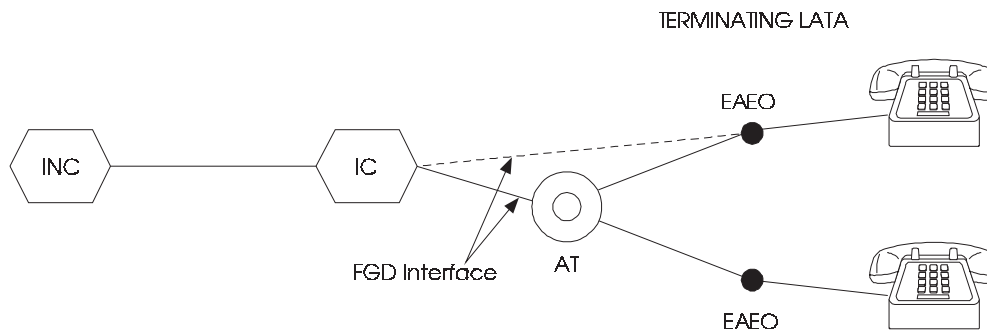 TERMINATING LATA
EAEO
INC
IC
FGD Interface
AT
EAEO